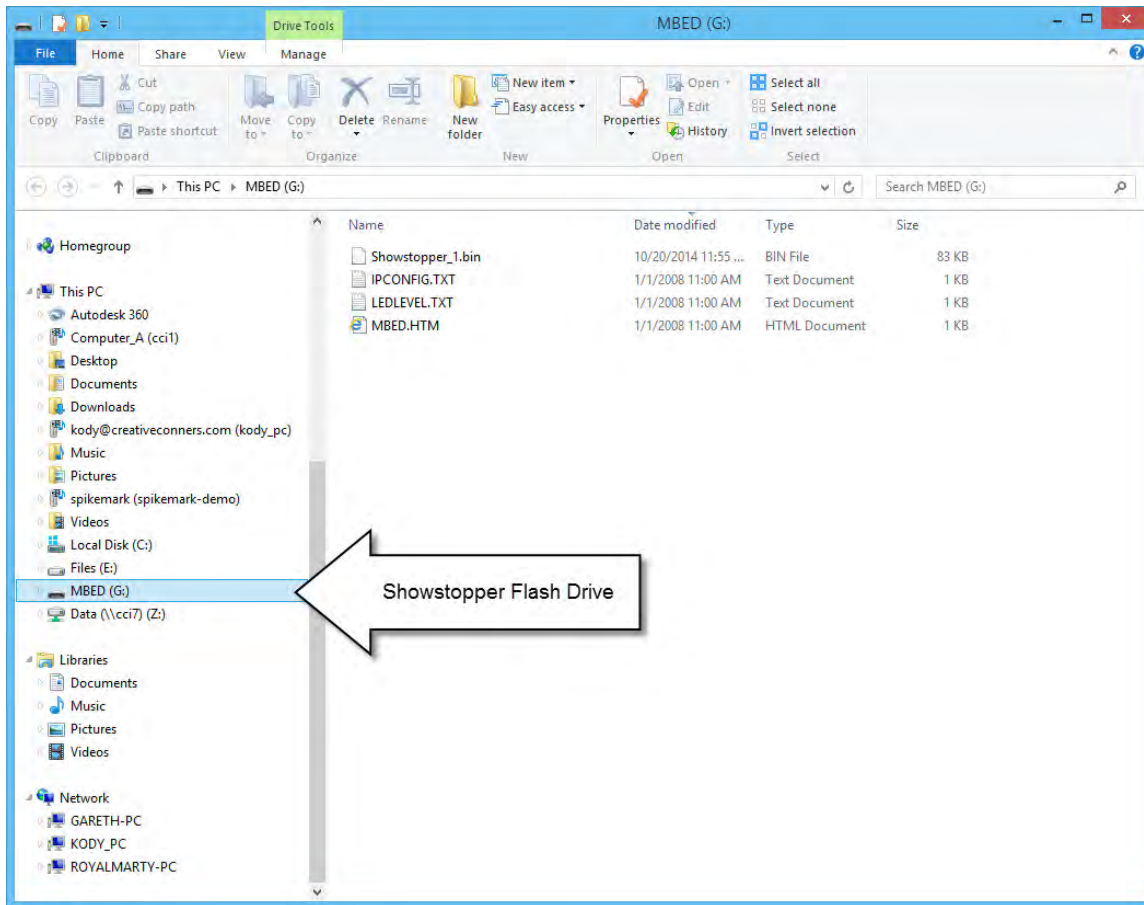 Drive Tools
MBED (G:)
File Home Share View Manage
Copy
Paste
Cut
Copy path
Paste shortcut
Clipboard
Move to
Copy to
Delete
Rename
Organize
New folder
New item
Easy access
New
Properties
Open
Edit
History
Open
Select all
Select none
Invert selection
Select
This PC MBED (G:)
Search MBED (G:)
Homegroup
This PC
Autodesk 360
Computer_A (cci1)
Desktop
Documents
Downloads
kody@creativeconners.com (kody_pc)
Music
Pictures
spikemark (spikemark-demo)
Videos
Local Disk (C:)
Files (E:)
MBED (G:)
Data (\\cci7) (Z:)
Libraries
Documents
Music
Pictures
Videos
Network
GARETH-PC
KODY_PC
ROYALMARTY-PC
Name Date modified Type Size
Showstopper_1.bin 10/20/2014 11:55 ... BIN File 83 KB
IPCONFIG.TXT 1/1/2008 11:00 AM Text Document 1 KB
LEDLEVEL.TXT 1/1/2008 11:00 AM Text Document 1 KB
MBED.HTM 1/1/2008 11:00 AM HTML Document 1 KB
Showstopper Flash Drive